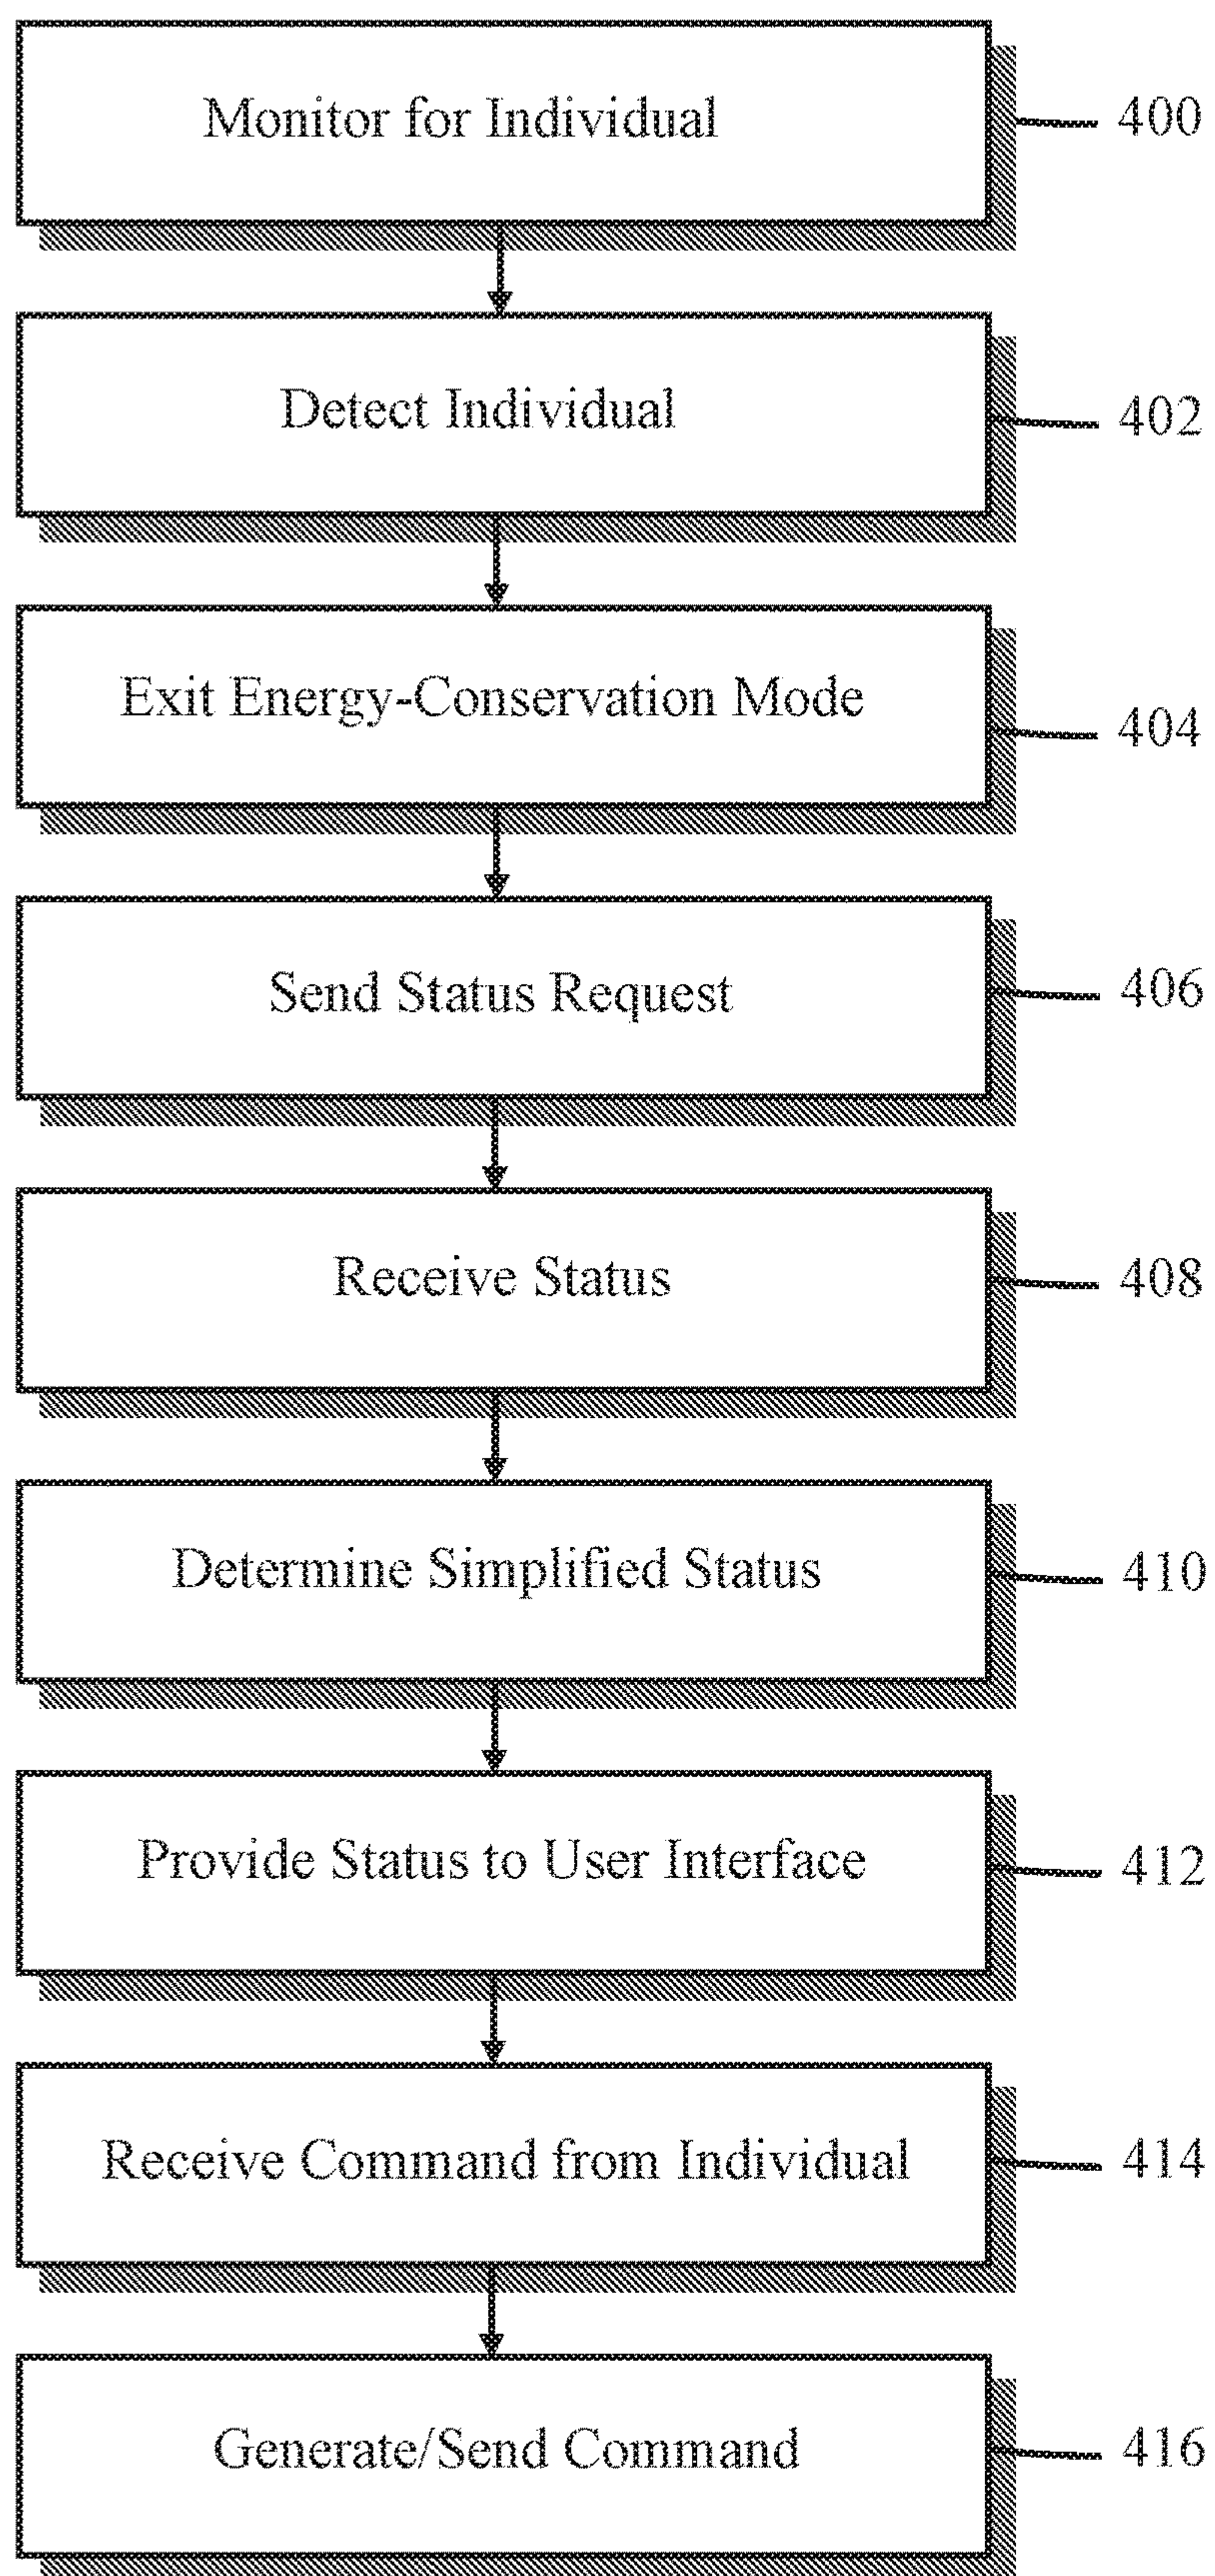 Monitor for Individual
400
Detect Individual
402
Exit Energy-Conservation Mode
404
Send Status Request
406
Receive Status
408
Determine Simplified Status
410
Provide Status to User Interface
412
Receive Command from Individual
414
Generate/Send Command
416